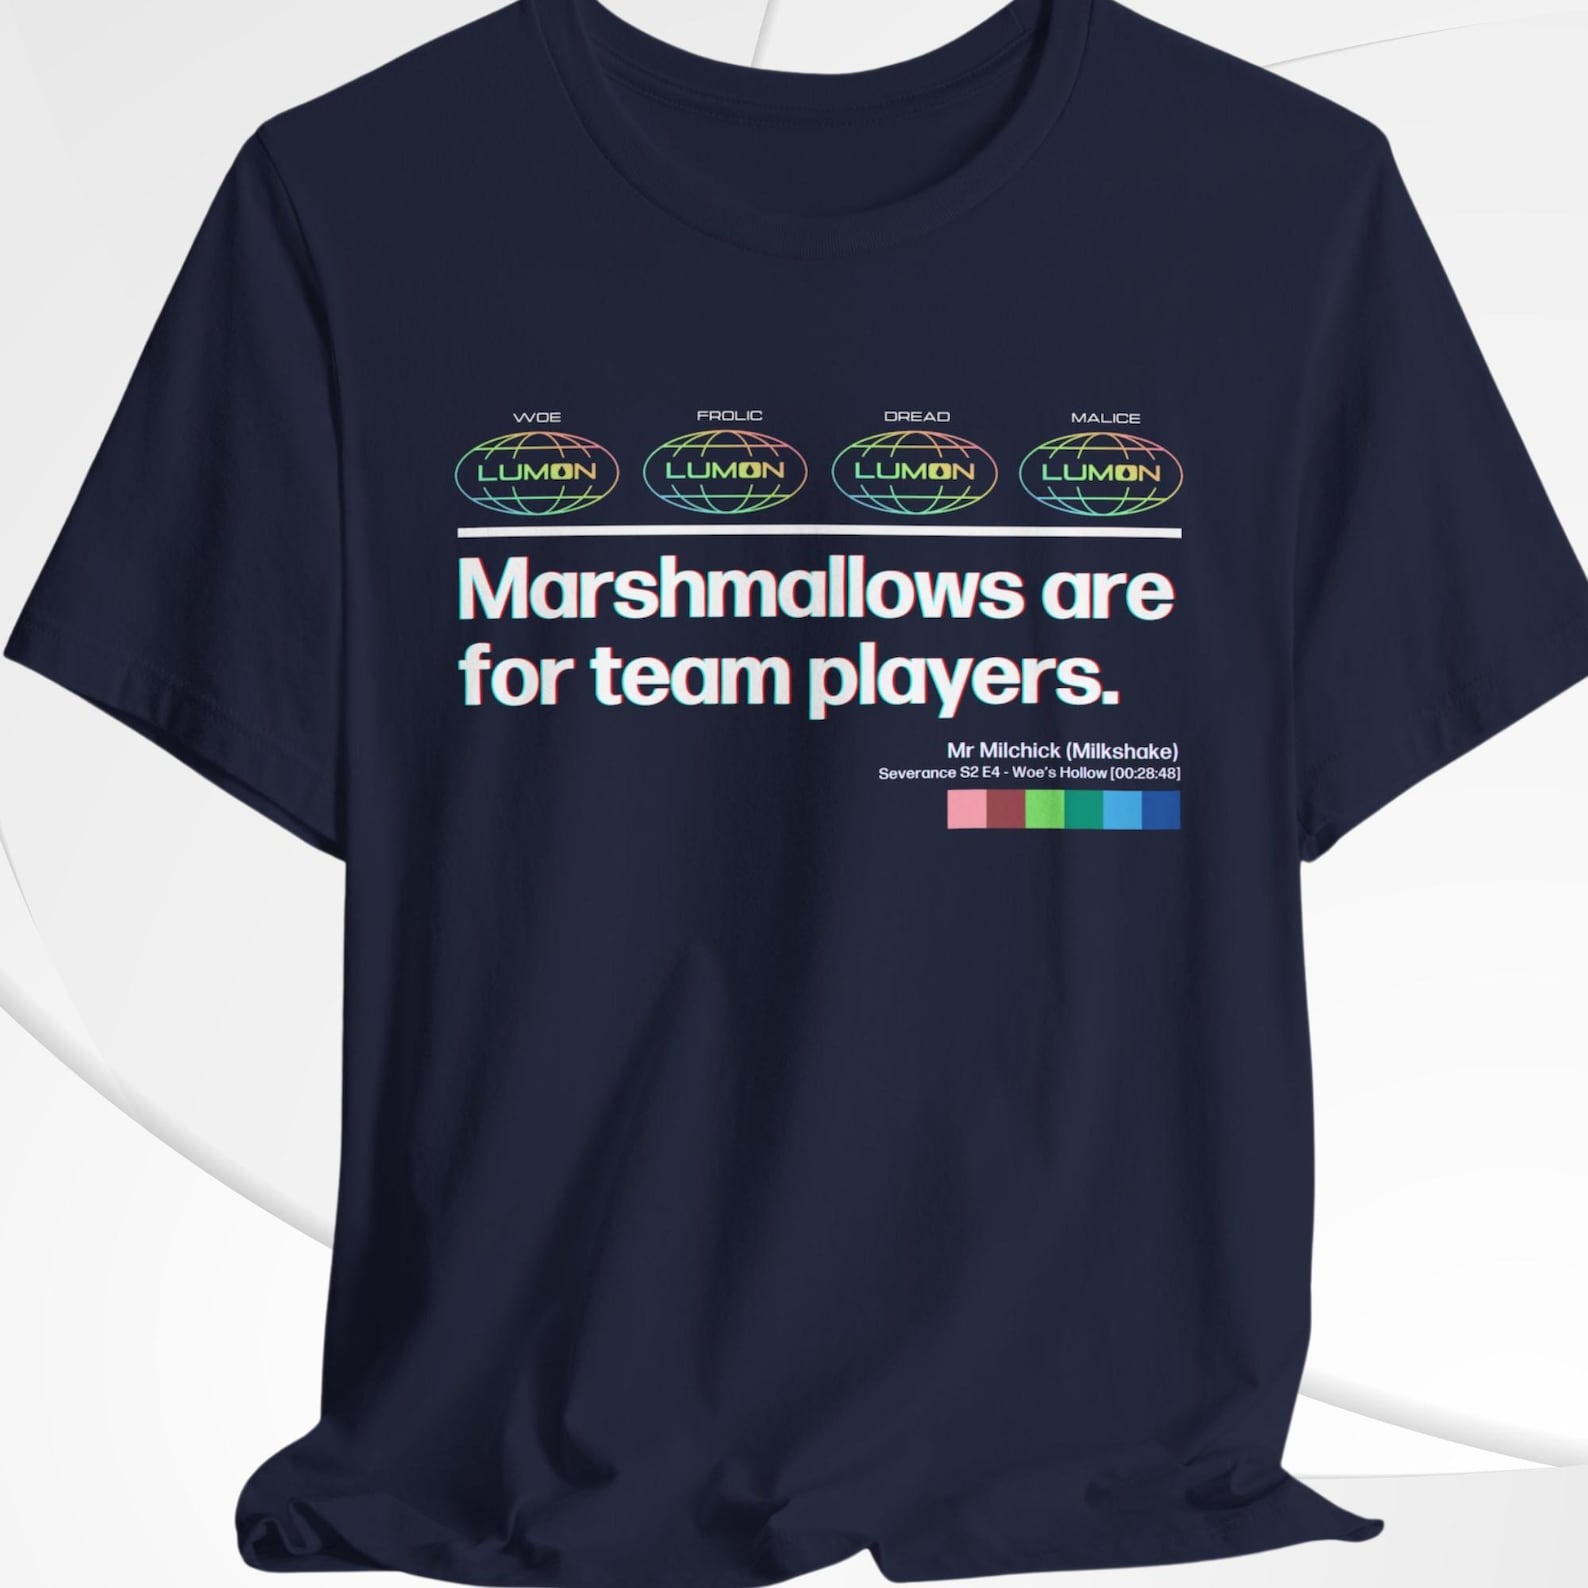 WOE FROLIC DREAD MALICE
LUMON LUMON LUMON LUMON
Marshmallows are
for team players.
Mr Milchick (Milkshake)
Severance S2 E4 - Woe's Hollow [00:28:48]